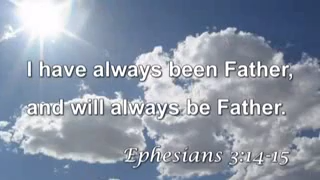 I have always been Father,
and will always be Father.
Ephesians 3:14-15